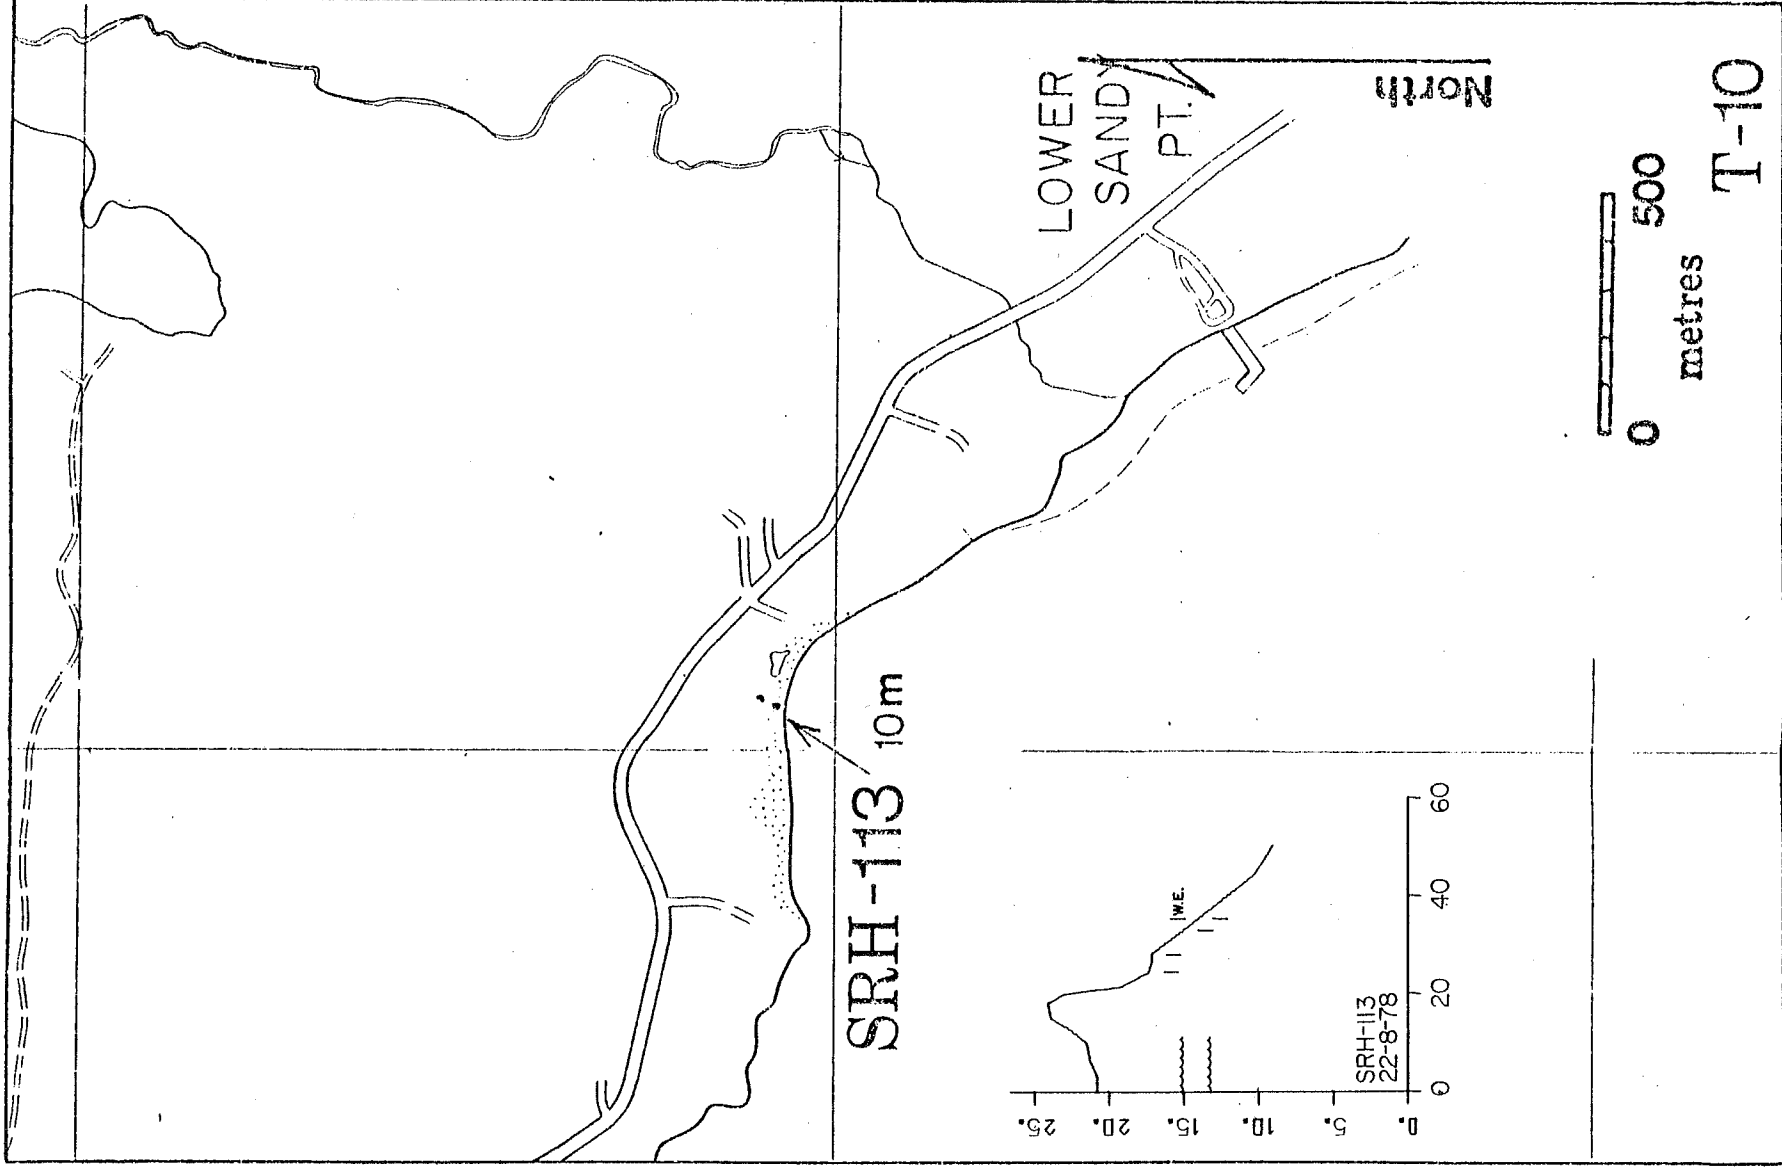 LOWER
SANDY
PT.
North
SRH-113 10m
0 500
metres
T-10
25.
20.
15.
10.
5.
0.
W.E.
SRH-113
22-8-78
0 20 40 60